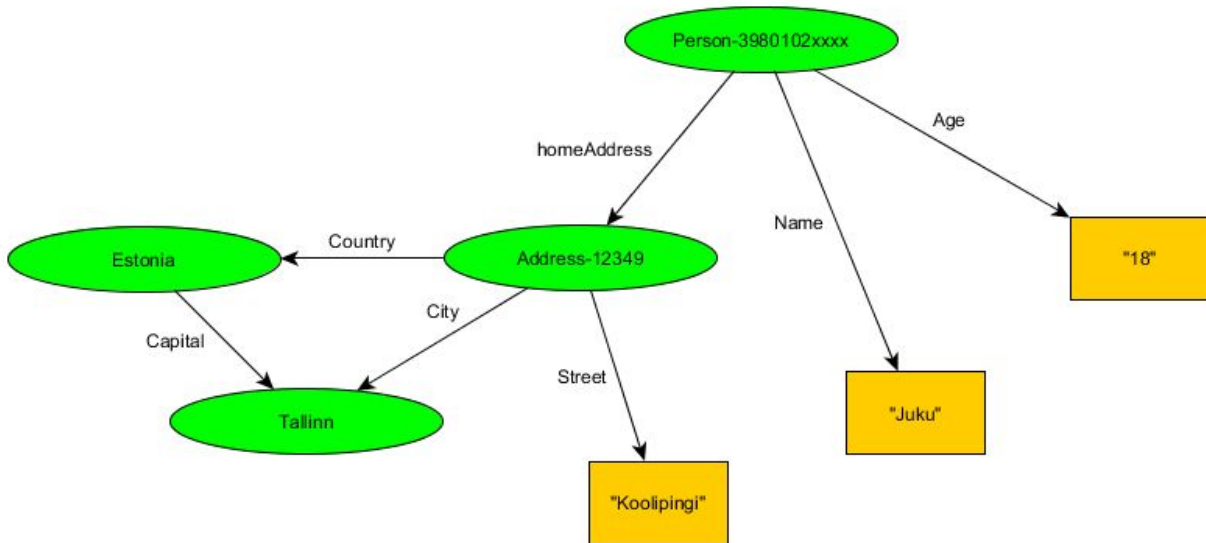 Person-3980102xxxx
Age
homeAddress
Name
Country
Estonia
Address-12349
"18"
City
Capital
Street
Tallinn
"Juku"
"Koolipingi"